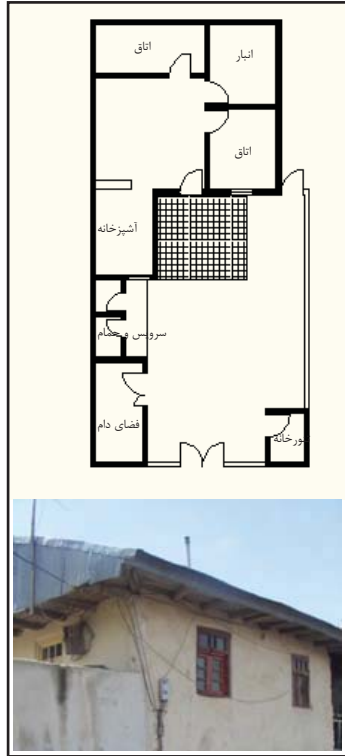 اتاق
انبار
اتاق
آشپزخانه
سرویس و حمام
فضای دام